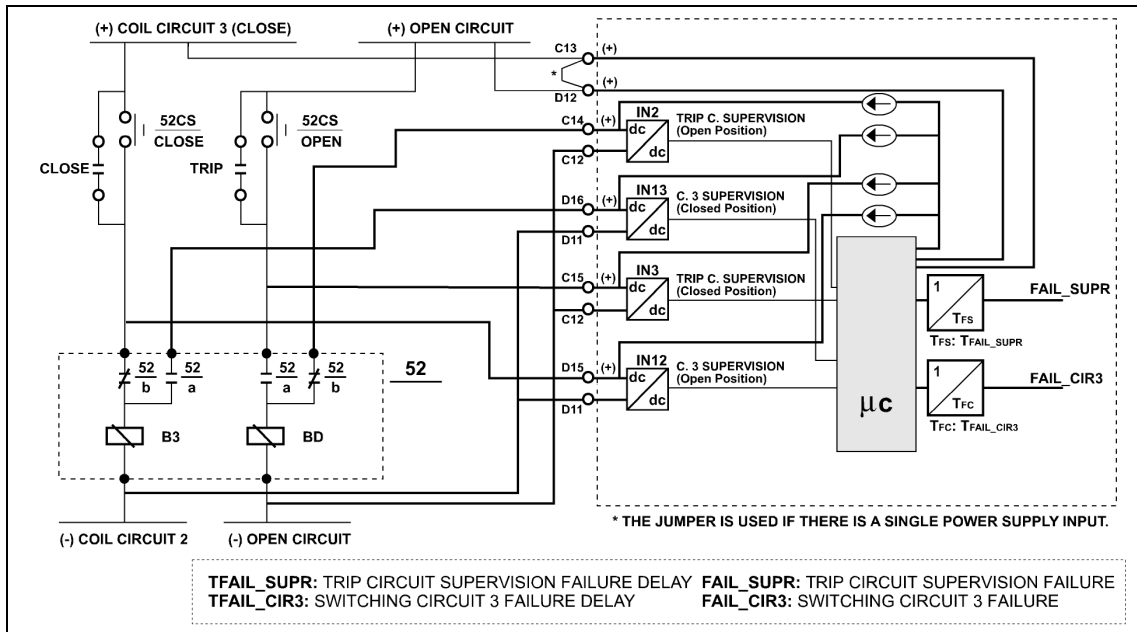 (+) COIL CIRCUIT 3 (CLOSE)
(+) OPEN CIRCUIT
C13 (+)
*
D12 (+)
52CS
CLOSE
52CS
OPEN
CLOSE
TRIP
C14 (+)
C12
IN2
dc
dc
TRIP C. SUPERVISION
(Open Position)
D16 (+)
D11
IN13
dc
dc
C. 3 SUPERVISION
(Closed Position)
C15 (+)
C12
IN3
dc
dc
TRIP C. SUPERVISION
(Closed Position)
D15 (+)
D11
IN12
dc
dc
C. 3 SUPERVISION
(Open Position)
μc
1
TFS
FAIL_SUPR
TFS: TFAIL_SUPR
1
TFC
FAIL_CIR3
TFC: TFAIL_CIR3
52
b
52
a
52
a
52
b
52
B3
BD
(-) COIL CIRCUIT 2
(-) OPEN CIRCUIT
* THE JUMPER IS USED IF THERE IS A SINGLE POWER SUPPLY INPUT.
TFAIL_SUPR: TRIP CIRCUIT SUPERVISION FAILURE DELAY FAIL_SUPR: TRIP CIRCUIT SUPERVISION FAILURE
TFAIL_CIR3: SWITCHING CIRCUIT 3 FAILURE DELAY FAIL_CIR3: SWITCHING CIRCUIT 3 FAILURE